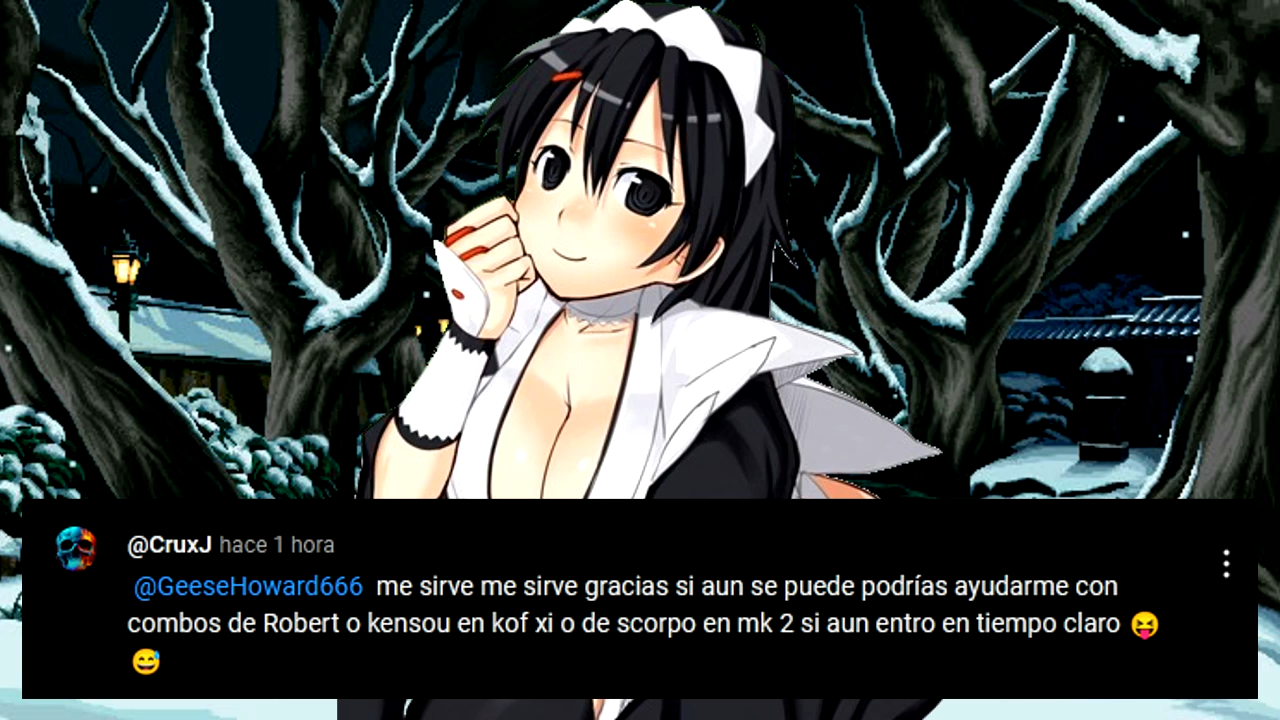 @CruxJ hace 1 hora
@GeeseHoward666 me sirve me sirve gracias si aun se puede podrías ayudarme con
combos de Robert o kensou en kof xi o de scorpo en mk 2 si aun entro en tiempo claro 😝
😅